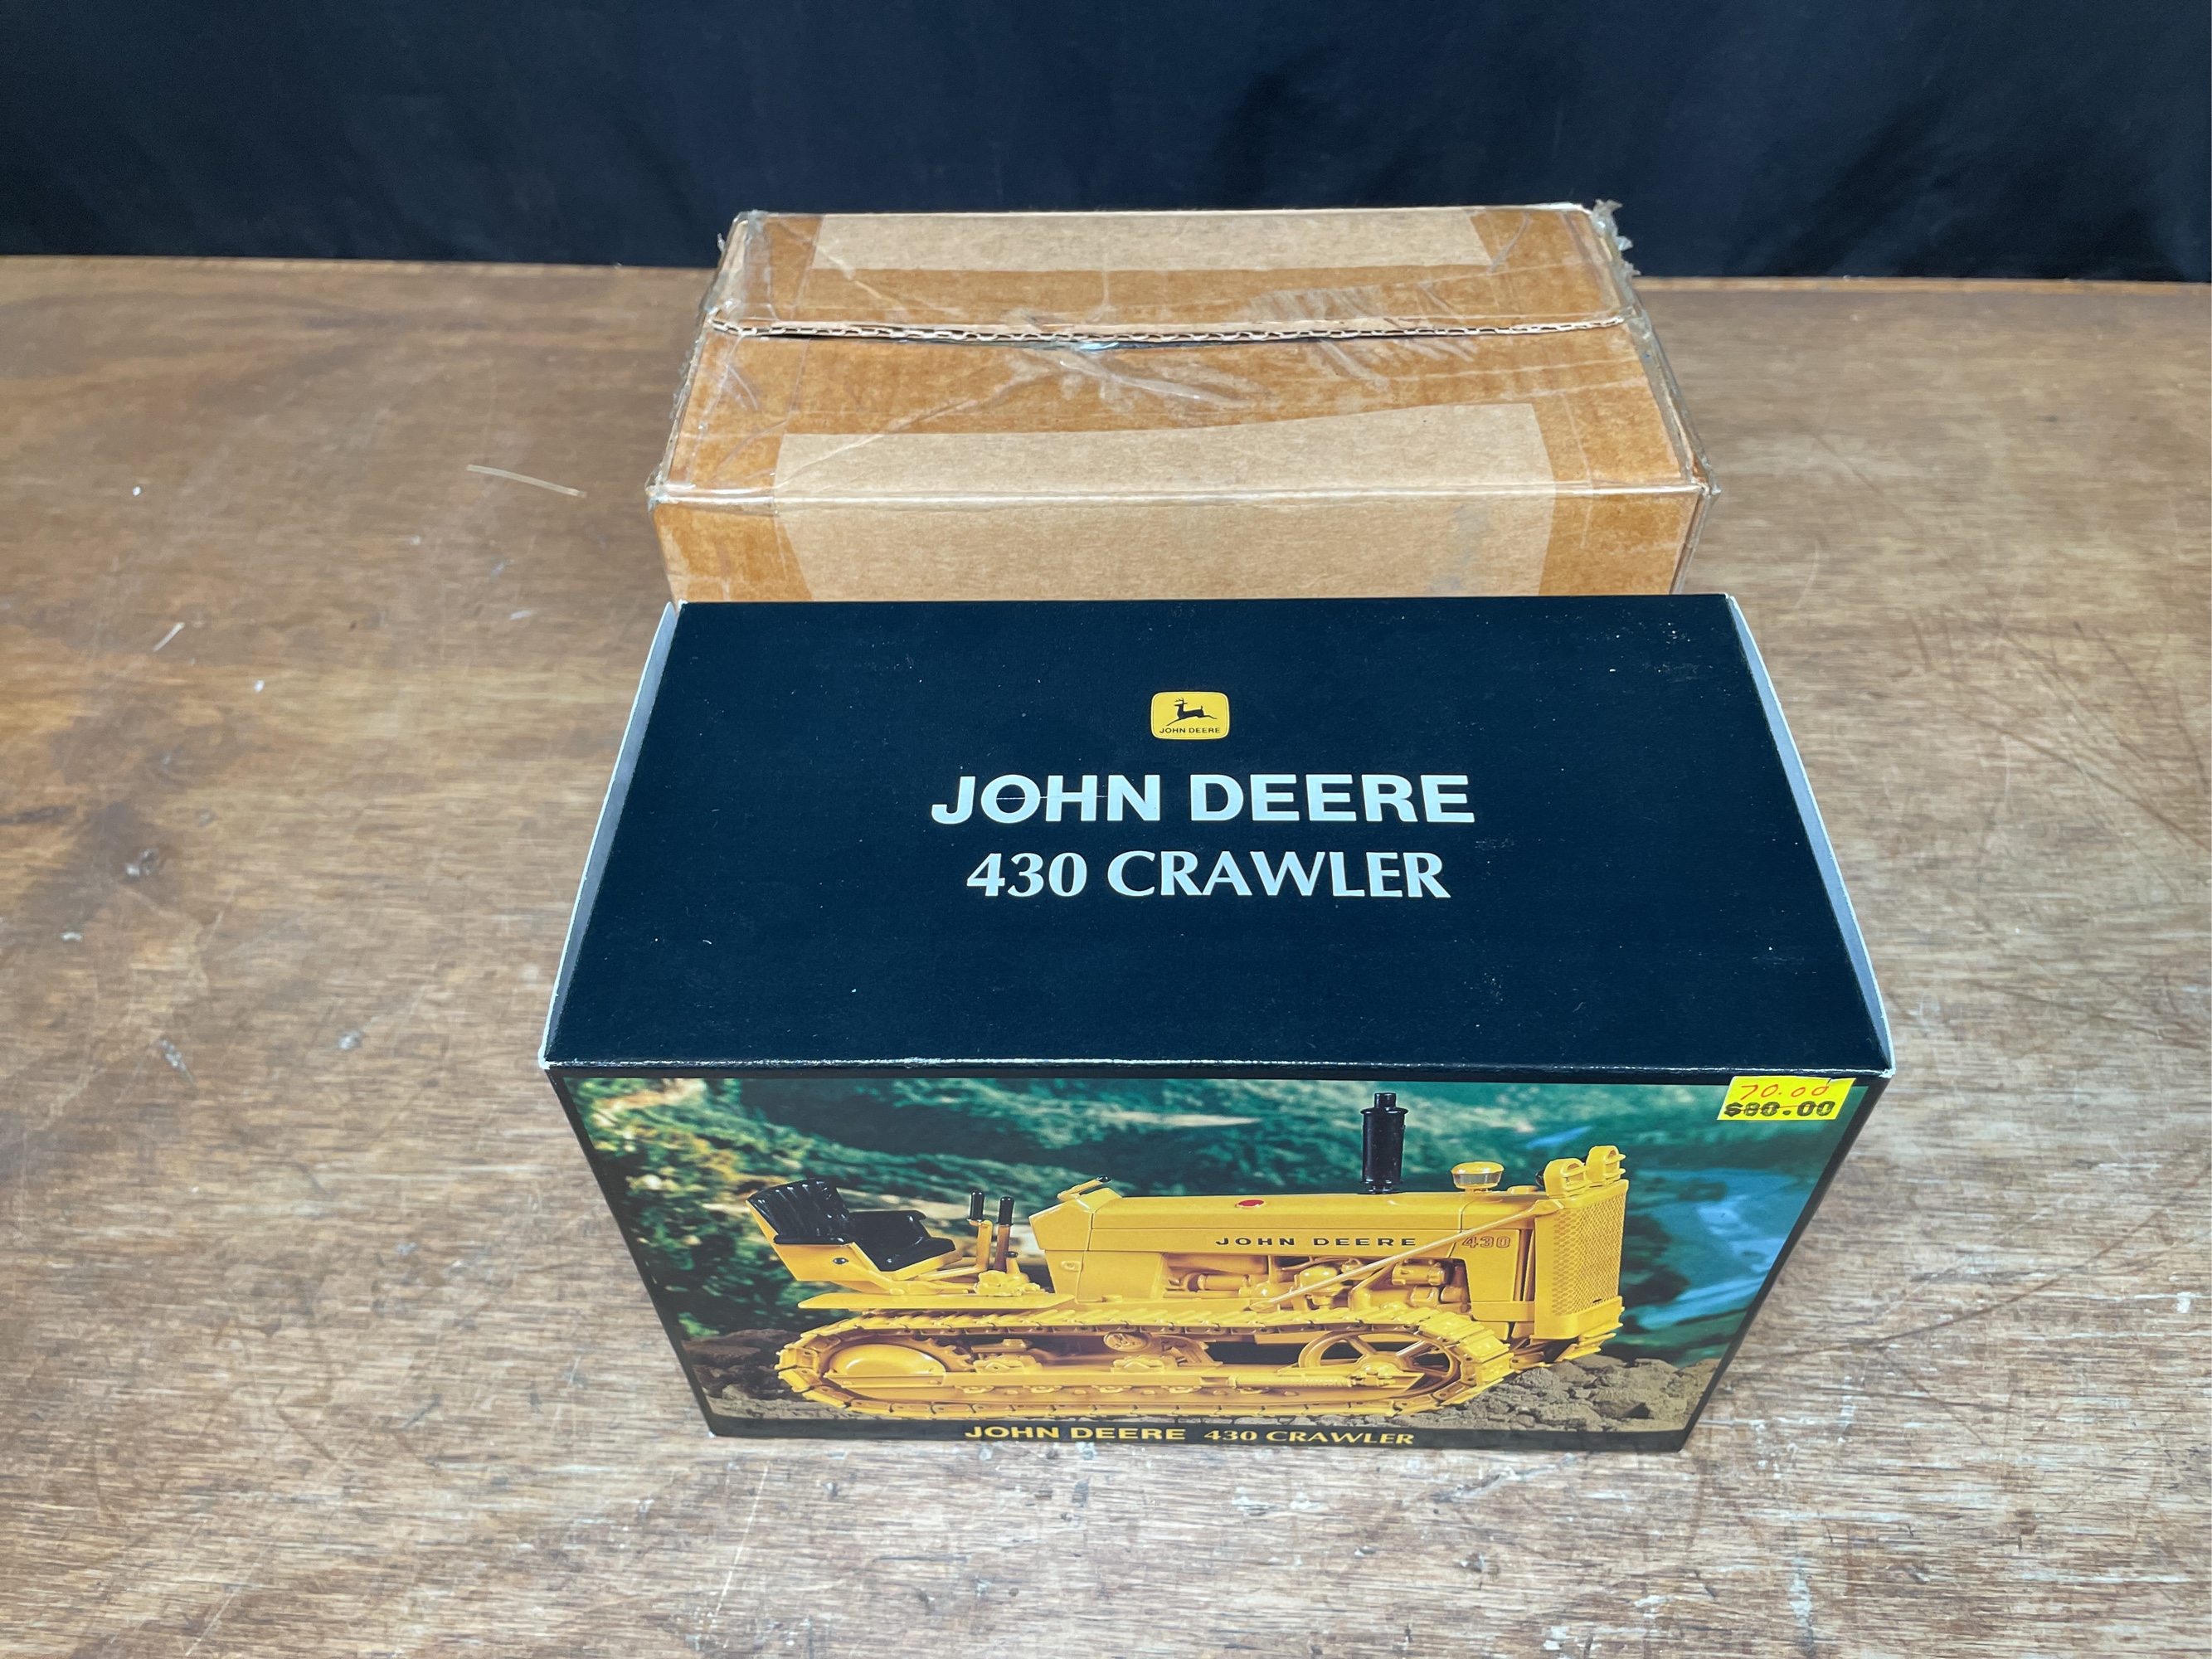 JOHN DEERE
JOHN DEERE
430 CRAWLER
70.00
$80.00
JOHN DEERE 430
JOHN DEERE 430 CRAWLER